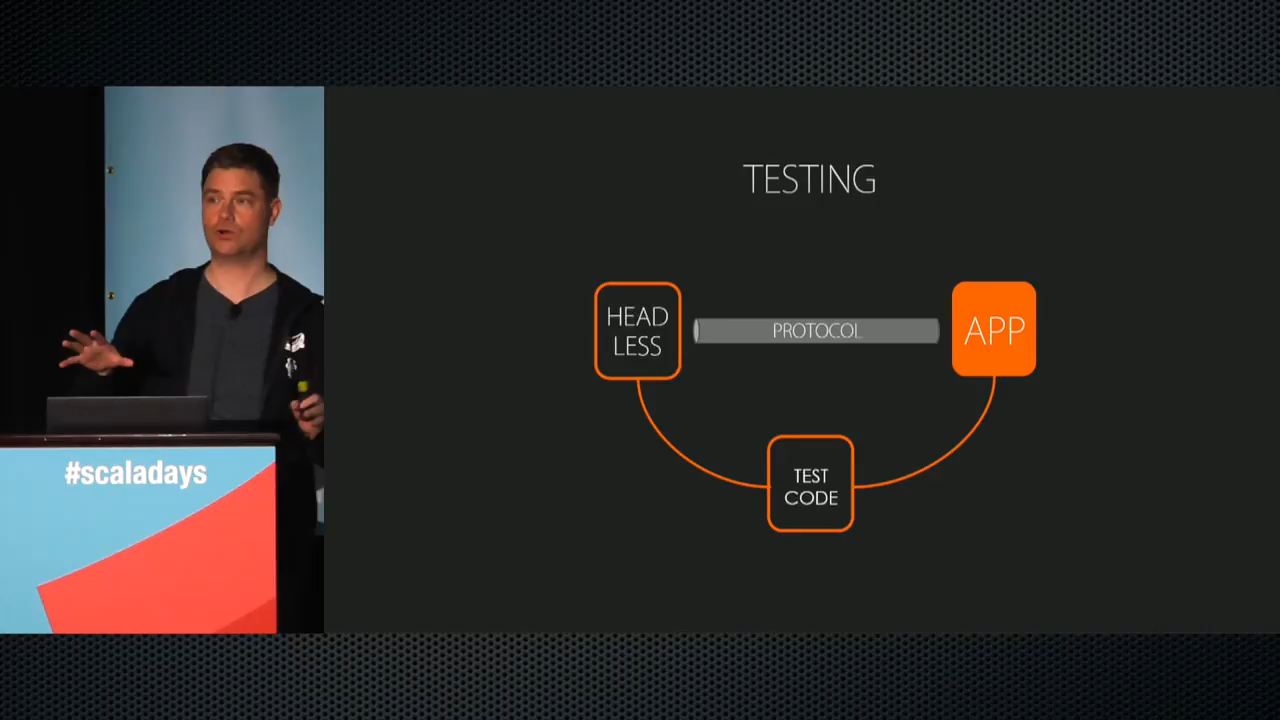 #scaladays
TESTING
HEAD
LESS
PROTOCOL
APP
TEST
CODE